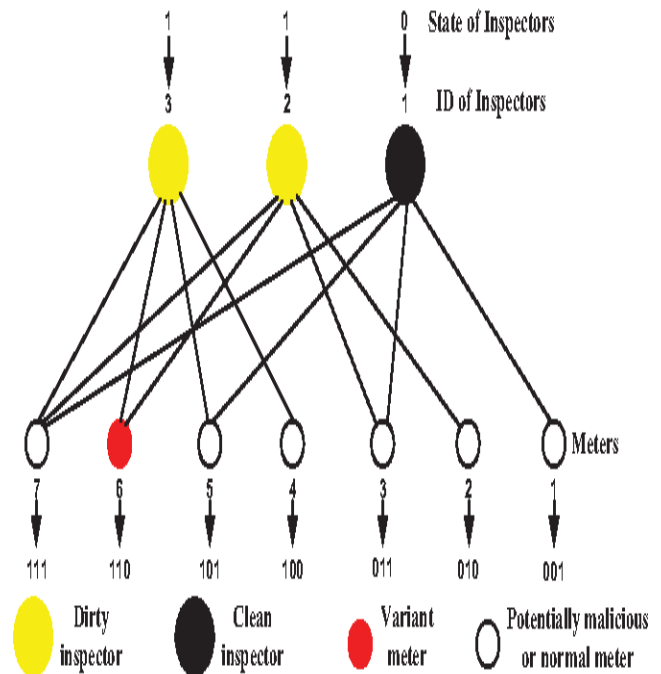 1 1 0 State of Inspectors
3 2 1 ID of Inspectors
Meters
7 6 5 4 3 2 1
111 110 101 100 011 010 001
Dirty inspector
Clean inspector
Variant meter
Potentially malicious or normal meter